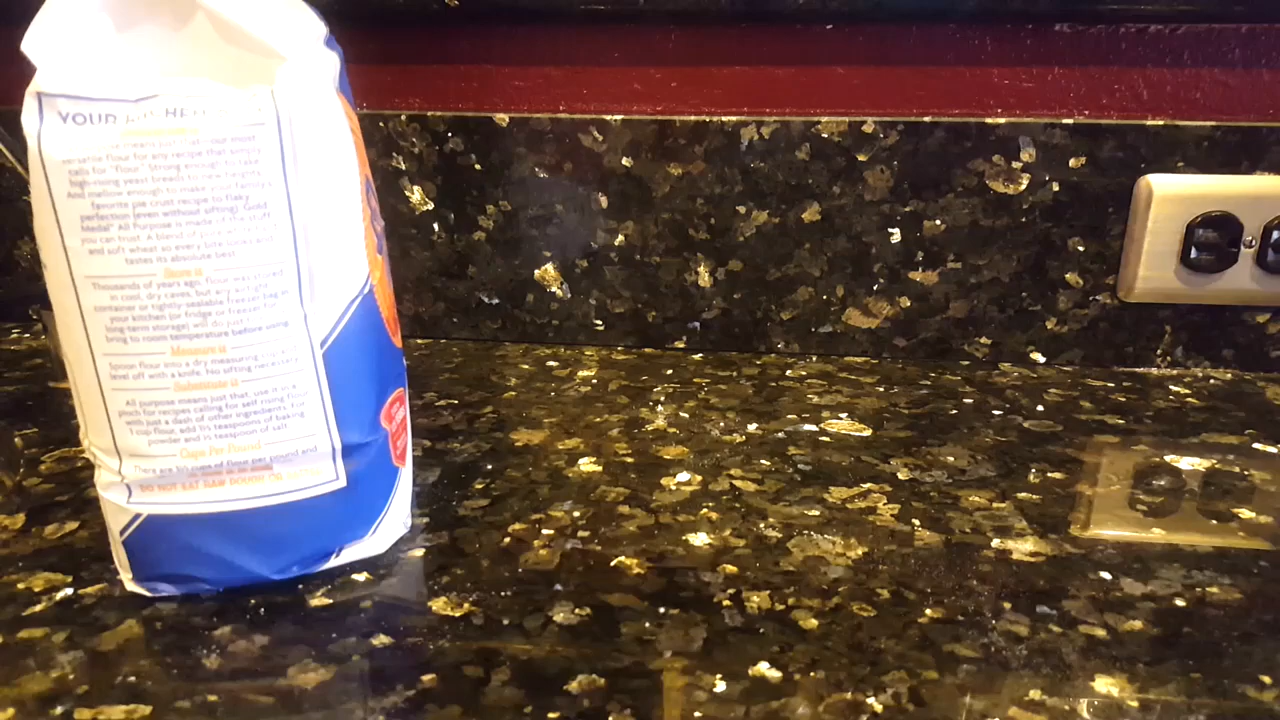 YOUR
means just that - our most
versatile flour for any recipe that simply
calls for "flour." Strong enough to take
high-rising yeast breads to new heights.
And mellow enough to make your family's
favorite pie crust recipe to flaky
perfection (even without sifting). Gold
Medal All Purpose is made of the stuff
you can trust. A blend of
and soft wheat so every bite looks and
tastes its absolute best.
Store it
Thousands of years ago, flour was stored
in cool, dry caves, but any airtight
container or tightly-sealable freezer bag in
your kitchen (or fridge or freezer for
long-term storage) will do just
bring to room temperature before using
Measure it
Spoon flour into a dry measuring cup and
level off with a knife. No sifting necessary.
Substitute it
All purpose means just that, use it in a
pinch for recipes calling for self rising flour
with just a dash of other ingredients. For
1 cup flour, add 1½ teaspoons of baking
powder and ½ teaspoon of salt.
Cups Per Pound
There are 3½ cups of flour per pound and
DO NOT EAT RAW DOUGH OR